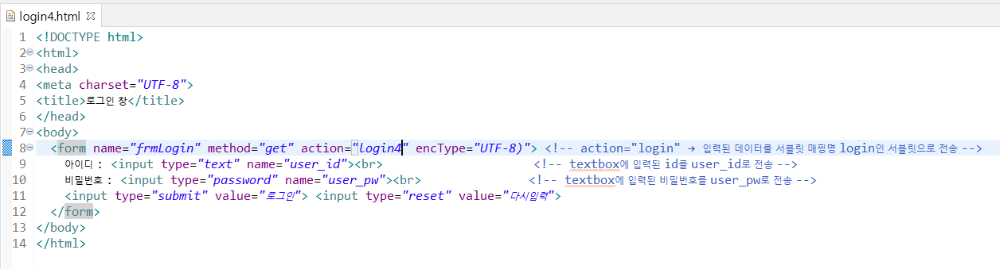 login4.html
1 <!DOCTYPE html>
2 <html>
3 <head>
4 <meta charset="UTF-8">
5 <title>로그인 창</title>
6 </head>
7 <body>
8 <form name="frmLogin" method="get" action="login4" encType="UTF-8)"> <!-- action="login" → 입력된 데이터를 서블릿 매핑명 login인 서블릿으로 전송 -->
9 아이디 : <input type="text" name="user_id"><br> <!-- textbox에 입력된 id를 user_id로 전송 -->
10 비밀번호 : <input type="password" name="user_pw"><br> <!-- textbox에 입력된 비밀번호를 user_pw로 전송 -->
11 <input type="submit" value="로그인"> <input type="reset" value="다시입력">
12 </form>
13 </body>
14 </html>